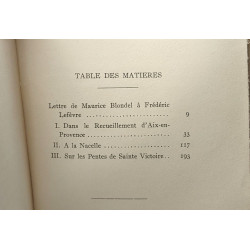 TABLE DES MATIERES
Lettre de Maurice Blondel à Frédéric
Lefèvre 9
I. Dans le Recueillement d'Aix-en-
Provence 33
II. A la Nacelle 117
III. Sur les Pentes de Sainte Victoire 193